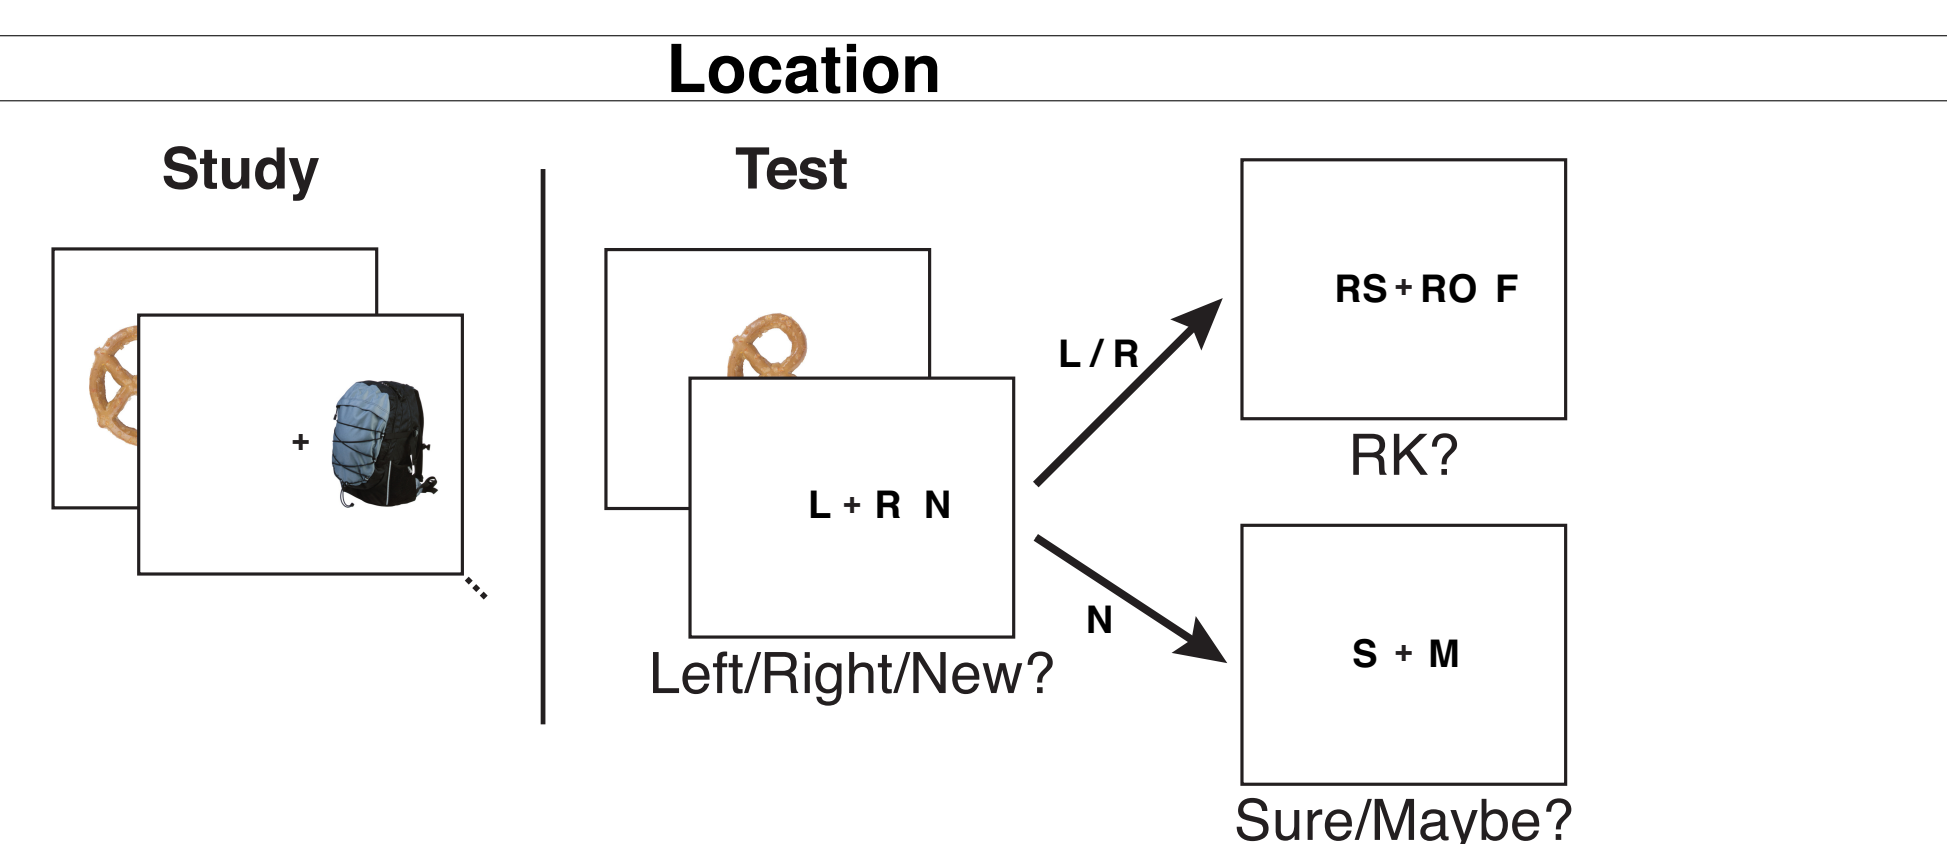 Location
Study
Test
+
L + R N
Left/Right/New?
L / R
N
RS + RO F
RK?
S + M
Sure/Maybe?